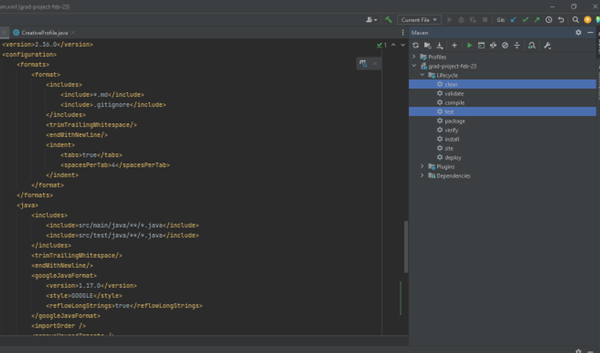 om.xml (grad-project-feb-23)
Current File
Git:
CreativeProfile.java
Maven
<version>2.36.0</version>
<configuration>
<formats>
<format>
<includes>
<include>*.md</include>
<include>.gitignore</include>
</includes>
<trimTrailingWhitespace/>
<endWithNewline/>
<indent>
<tabs>true</tabs>
<spacesPerTab>4</spacesPerTab>
</indent>
</format>
</formats>
<java>
<includes>
<include>src/main/java/**/*.java</include>
<include>src/test/java/**/*.java</include>
</includes>
<trimTrailingWhitespace/>
<endWithNewline/>
<googleJavaFormat>
<version>1.17.0</version>
<style>GOOGLE</style>
<reflowLongStrings>true</reflowLongStrings>
</googleJavaFormat>
<importOrder />
<removeUnusedImports />
1
Profiles
grad-project-feb-23
Lifecycle
clean
validate
compile
test
package
verify
install
site
deploy
Plugins
Dependencies